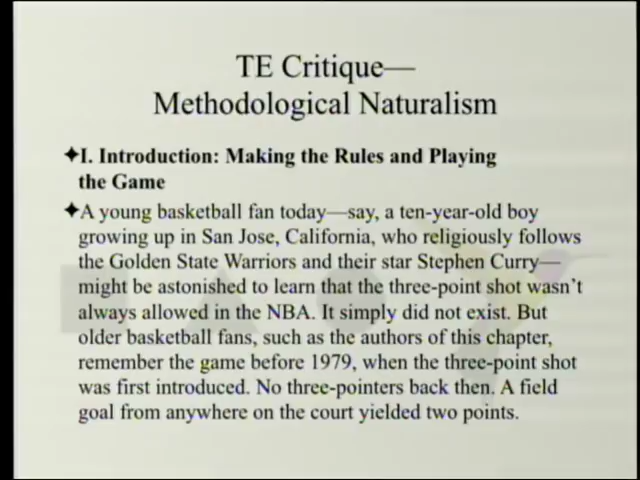 TE Critique—
Methodological Naturalism
✦I. Introduction: Making the Rules and Playing
the Game
✦A young basketball fan today—say, a ten-year-old boy
growing up in San Jose, California, who religiously follows
the Golden State Warriors and their star Stephen Curry—
might be astonished to learn that the three-point shot wasn't
always allowed in the NBA. It simply did not exist. But
older basketball fans, such as the authors of this chapter,
remember the game before 1979, when the three-point shot
was first introduced. No three-pointers back then. A field
goal from anywhere on the court yielded two points.